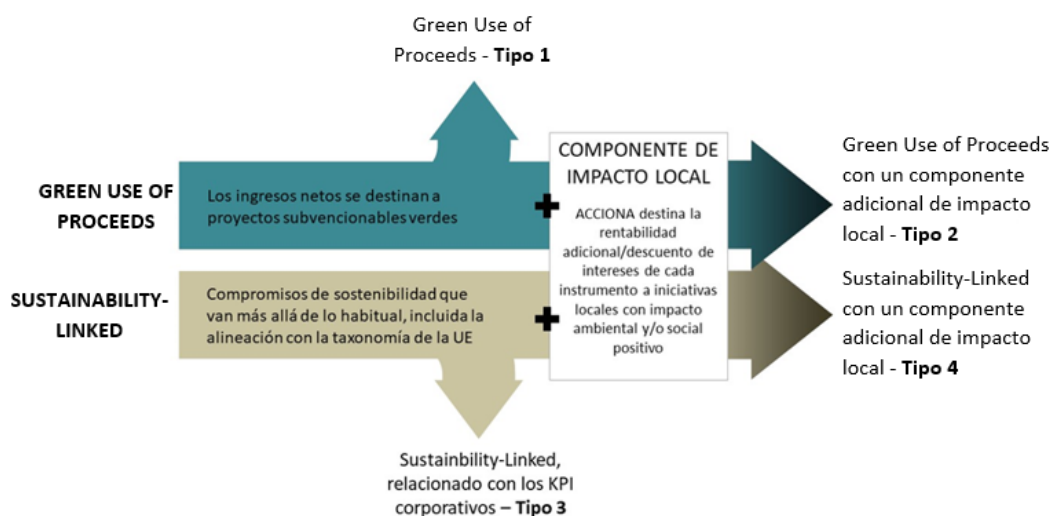 Green Use of
Proceeds - Tipo 1
GREEN USE OF
PROCEEDS
Los ingresos netos se destinan a
proyectos subvencionables verdes
+
COMPONENTE DE
IMPACTO LOCAL
ACCIONA destina la
rentabilidad
adicional/descuento de
intereses de cada
instrumento a iniciativas
locales con impacto
ambiental y/o social
positivo
Green Use of Proceeds
con un componente
adicional de impacto
local - Tipo 2
SUSTAINABILITY-
LINKED
Compromisos de sostenibilidad que
van más allá de lo habitual, incluida la
alineación con la taxonomía de la UE
+
Sustainability-Linked
con un componente
adicional de impacto
local - Tipo 4
Sustainbility-Linked,
relacionado con los KPI
corporativos – Tipo 3